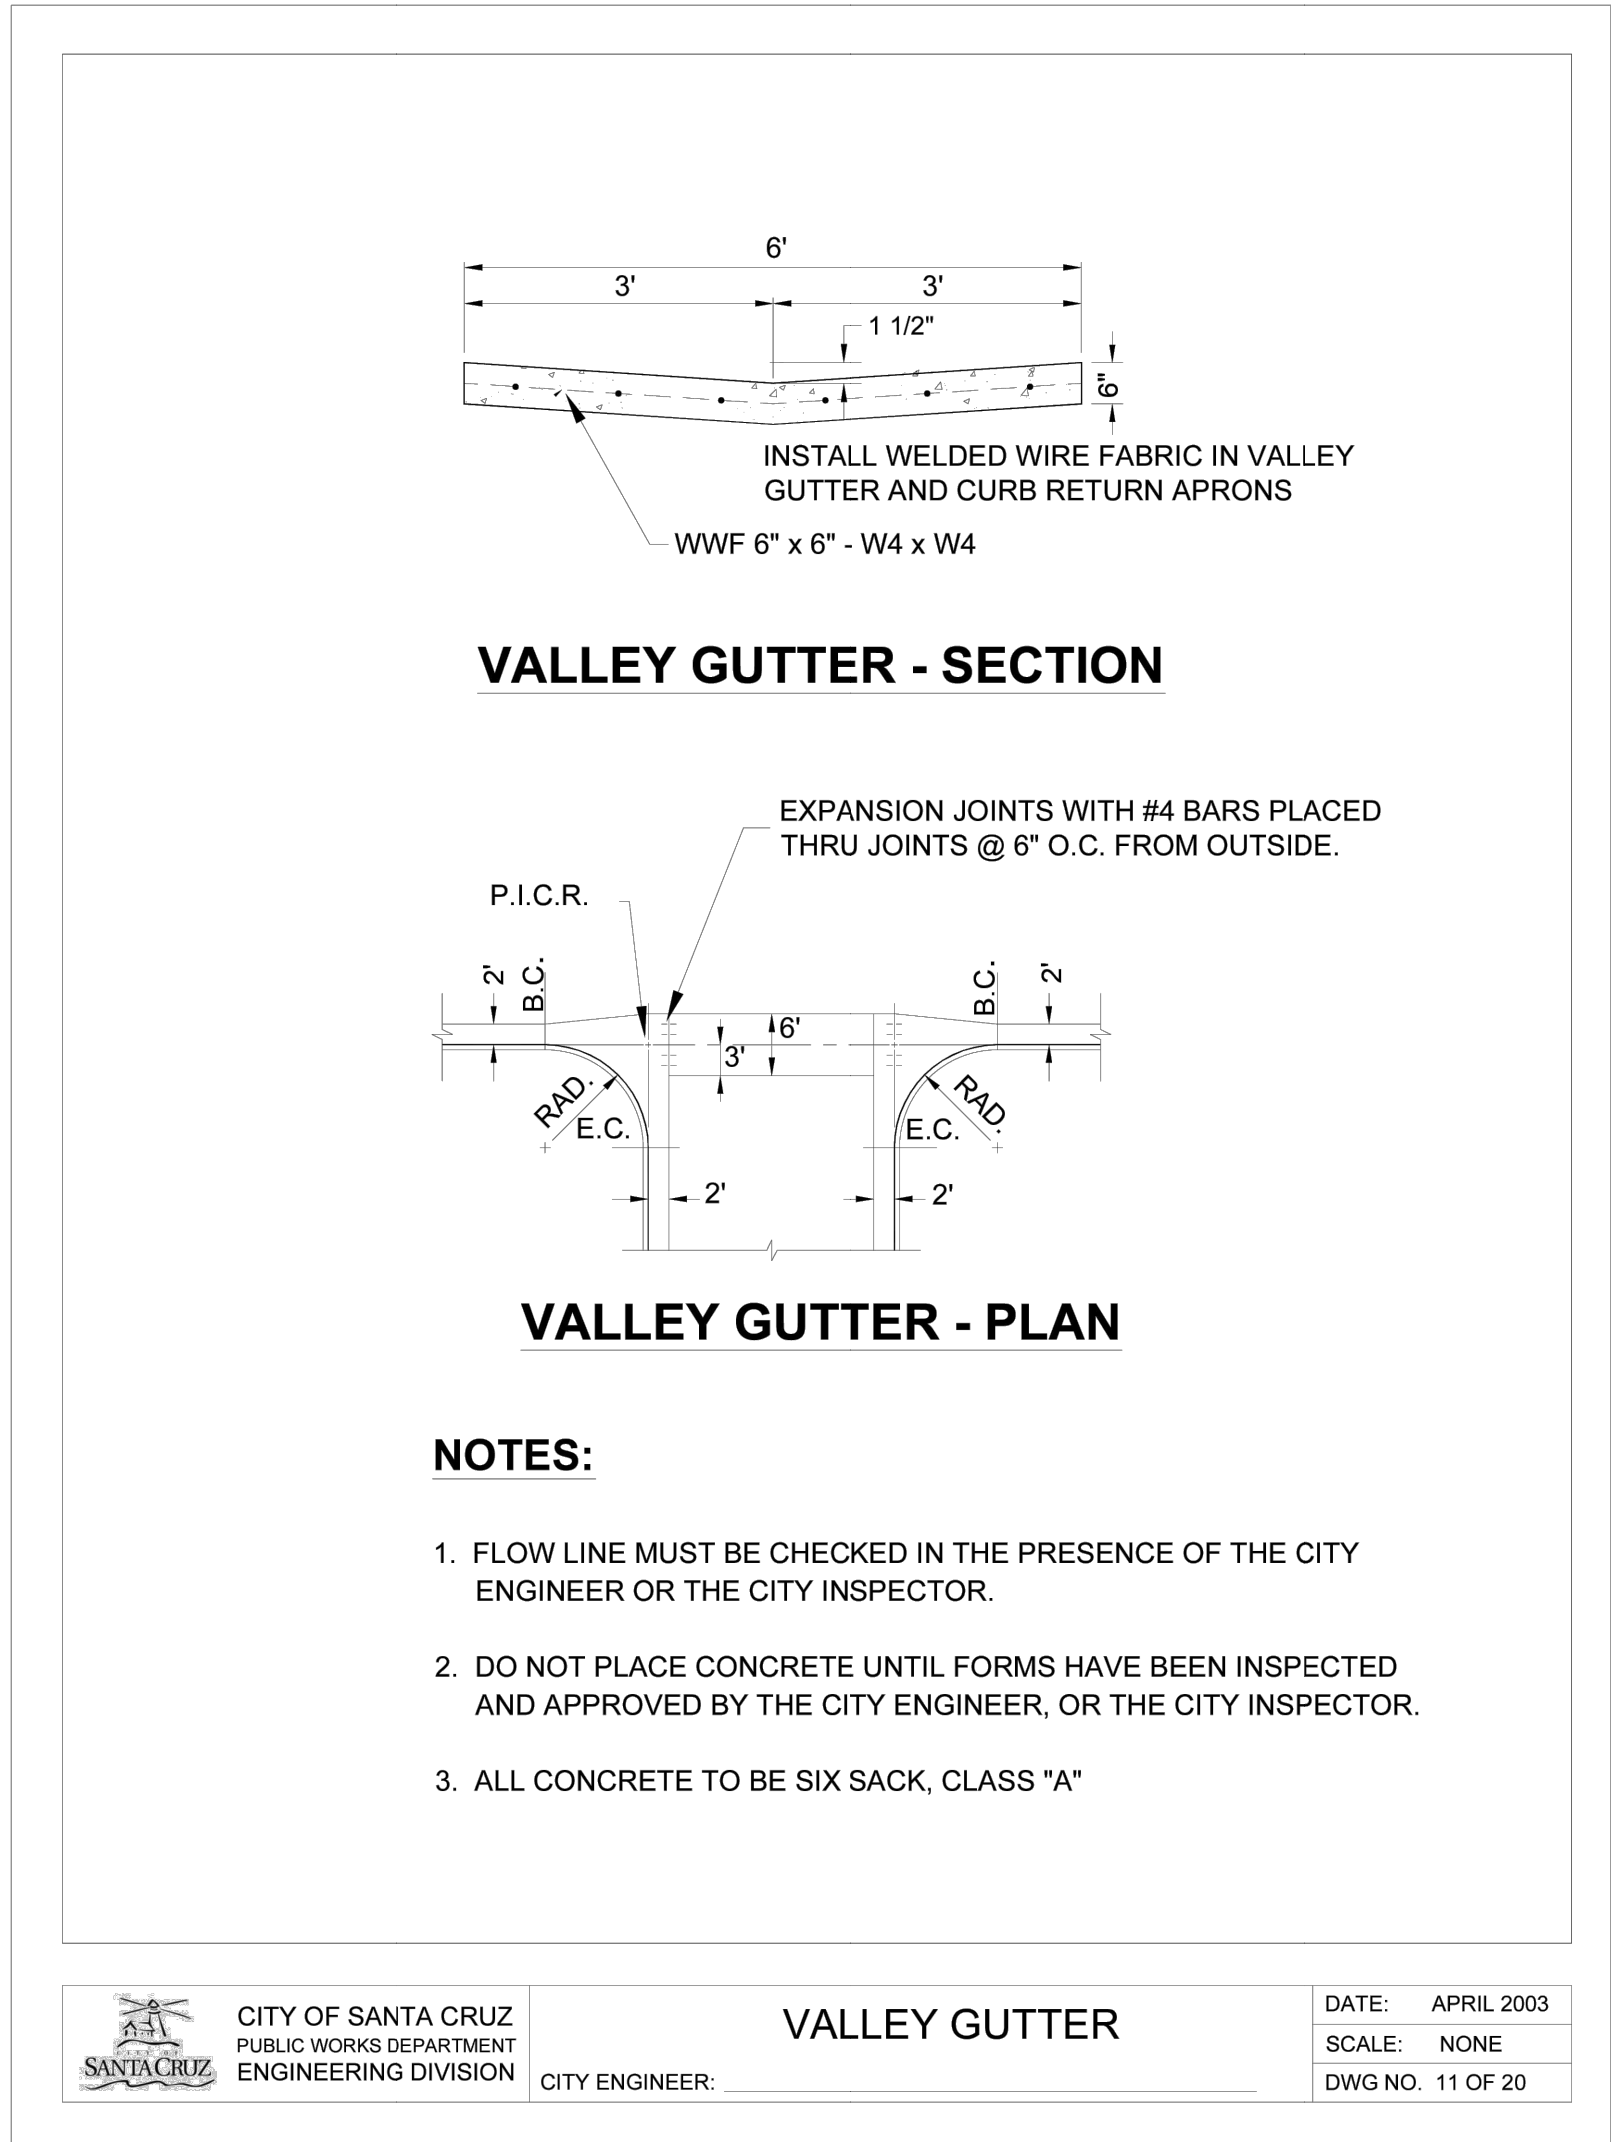 6'
3'
3'
1 1/2"
6"
INSTALL WELDED WIRE FABRIC IN VALLEY
GUTTER AND CURB RETURN APRONS
WWF 6" x 6" - W4 x W4
VALLEY GUTTER - SECTION
EXPANSION JOINTS WITH #4 BARS PLACED
THRU JOINTS @ 6" O.C. FROM OUTSIDE.
P.I.C.R.
2'
B.C.
B.C.
2'
6'
3'
RAD.
RAD.
E.C.
E.C.
2'
2'
VALLEY GUTTER - PLAN
NOTES:
1. FLOW LINE MUST BE CHECKED IN THE PRESENCE OF THE CITY
ENGINEER OR THE CITY INSPECTOR.
2. DO NOT PLACE CONCRETE UNTIL FORMS HAVE BEEN INSPECTED
AND APPROVED BY THE CITY ENGINEER, OR THE CITY INSPECTOR.
3. ALL CONCRETE TO BE SIX SACK, CLASS "A"
SANTA CRUZ
CITY OF SANTA CRUZ
PUBLIC WORKS DEPARTMENT
ENGINEERING DIVISION
VALLEY GUTTER
CITY ENGINEER:
DATE: APRIL 2003
SCALE: NONE
DWG NO. 11 OF 20